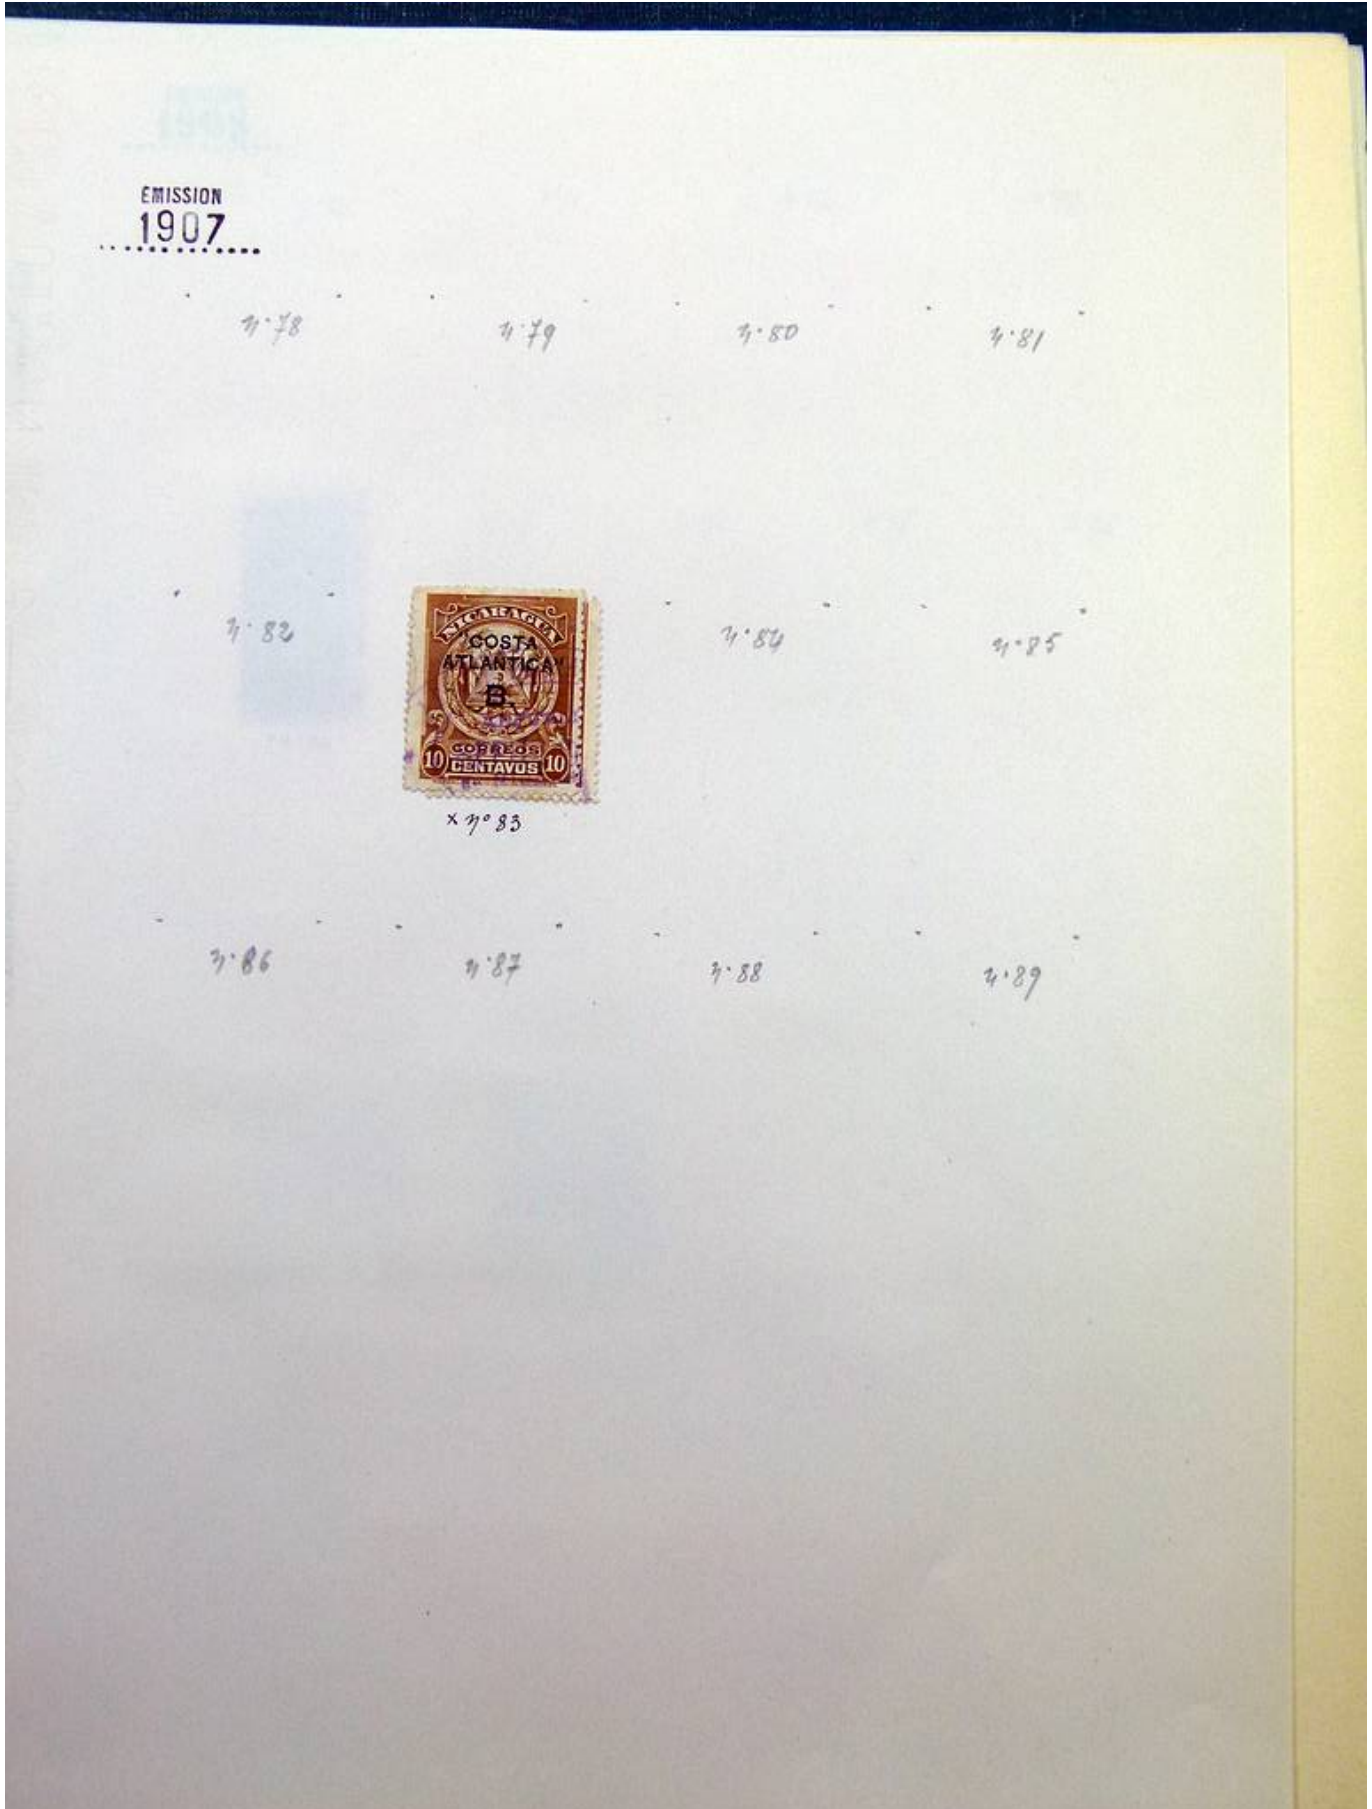 EMISSION
1907
n° 78
n° 79
n° 80
n° 81
n° 82
n° 84
n° 85
NICARAGUA
"COSTA
ATLANTICA"
B.
CORREOS
10 CENTAVOS 10
x n° 83
n° 86
n° 87
n° 88
n° 89